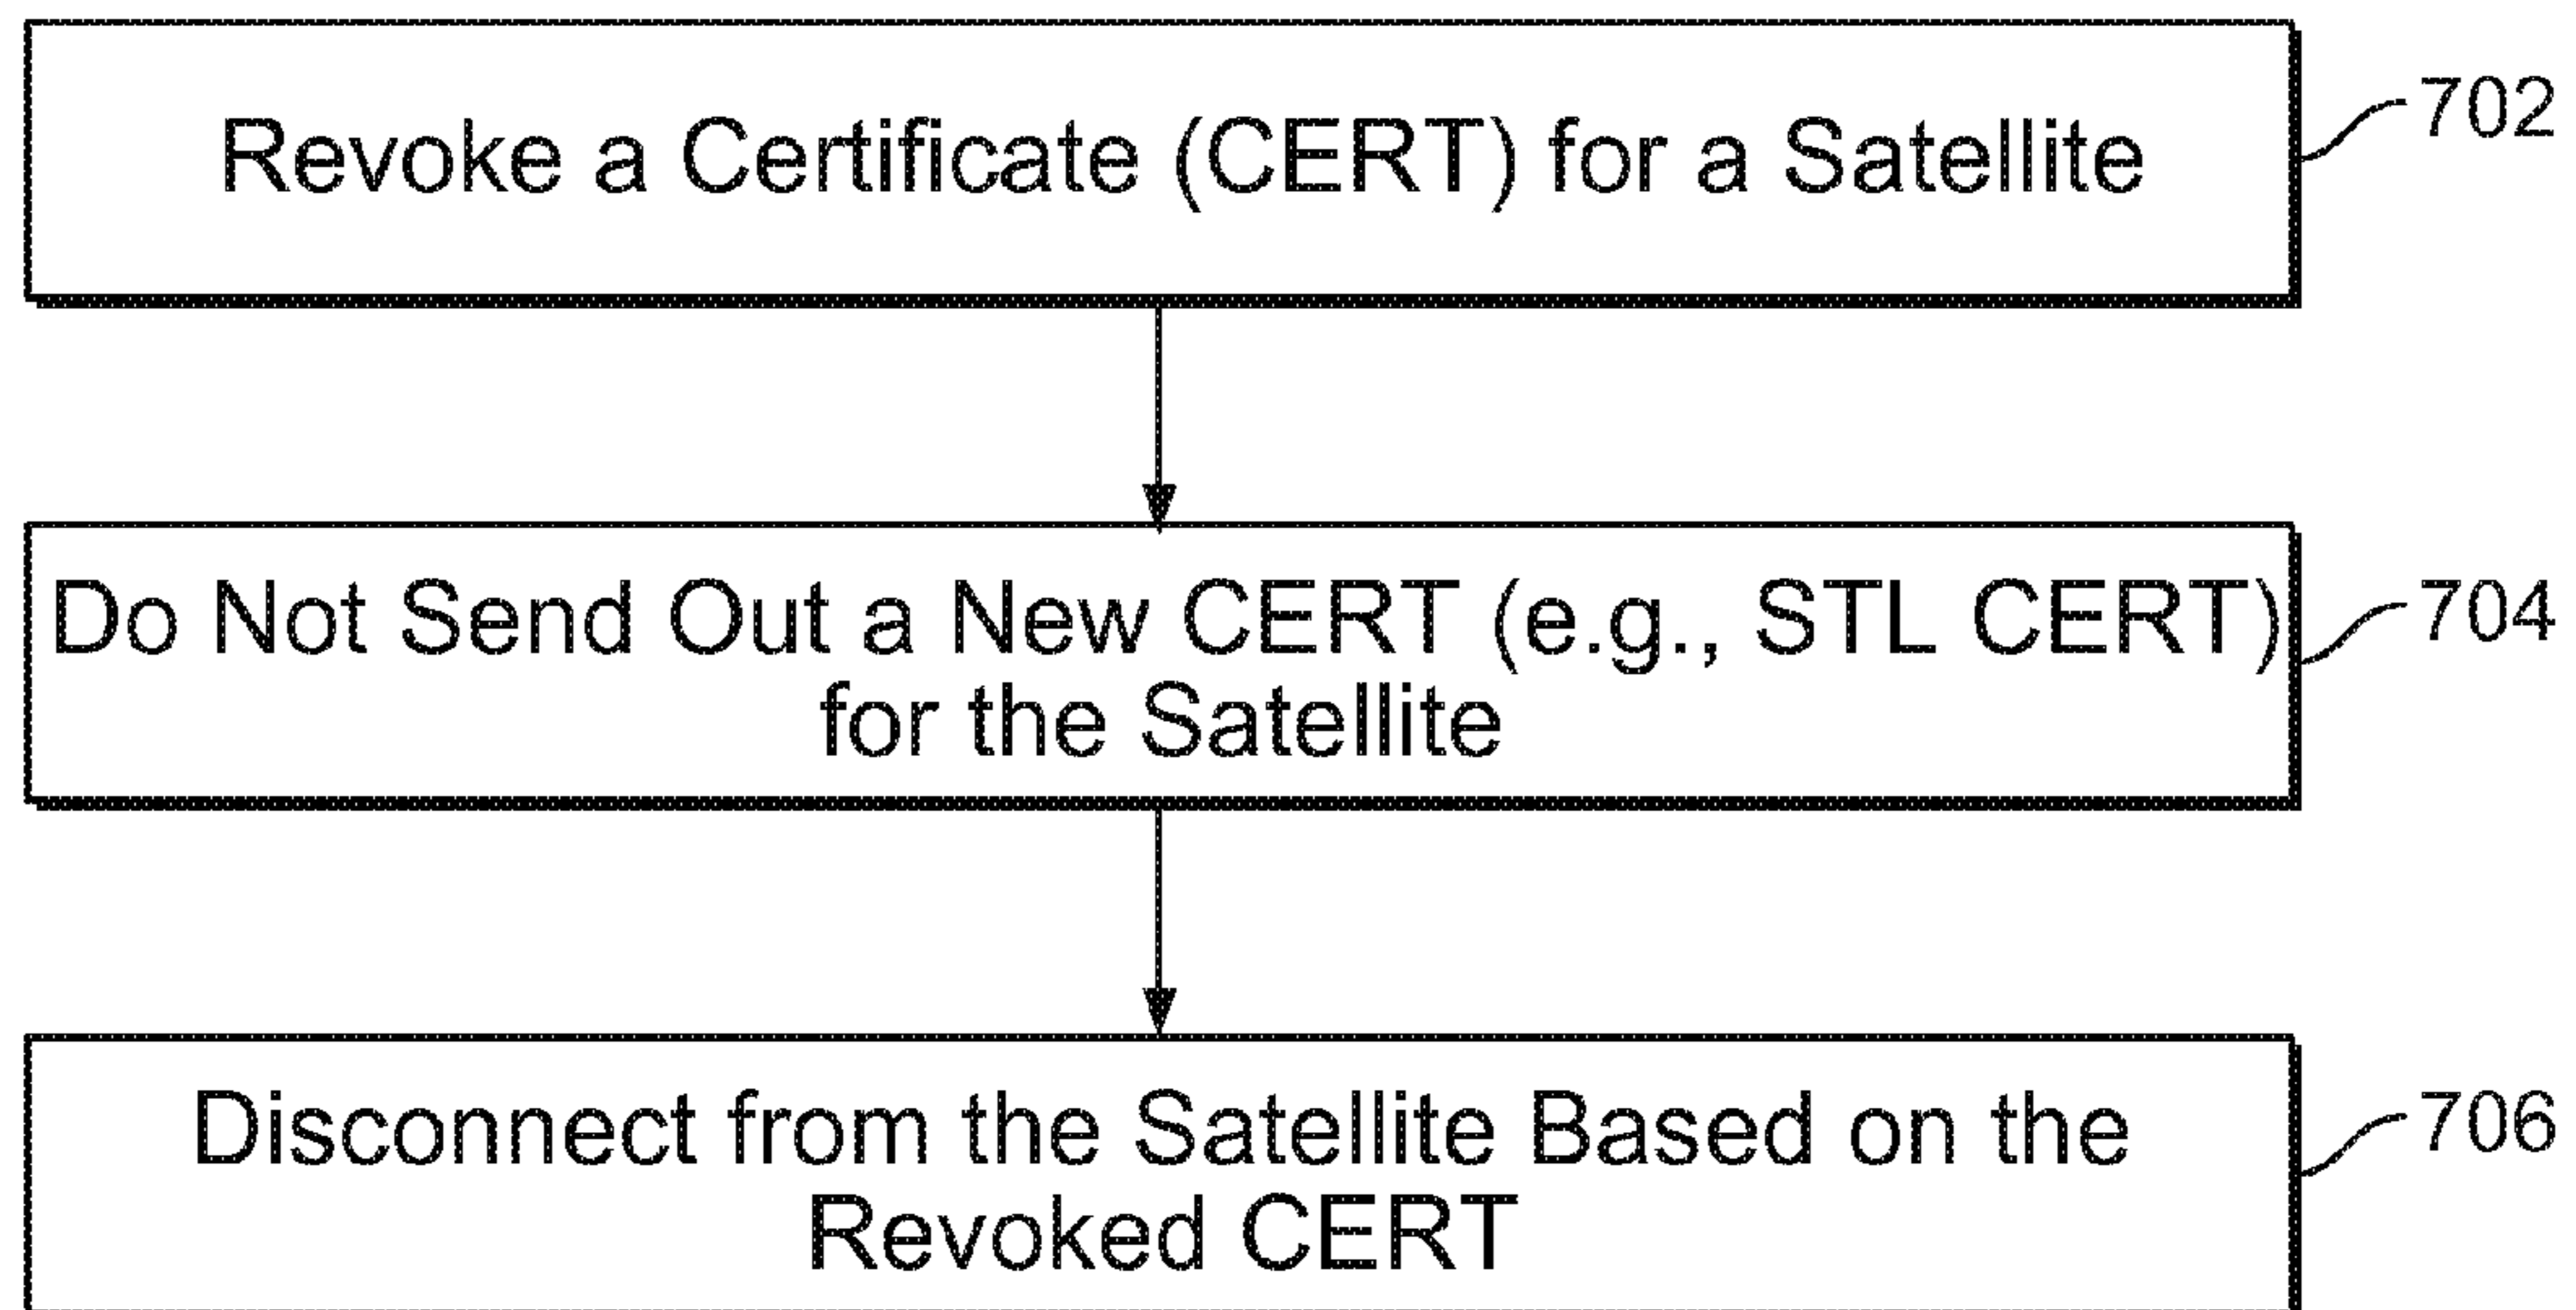 Revoke a Certificate (CERT) for a Satellite
702
Do Not Send Out a New CERT (e.g., STL CERT)
for the Satellite
704
Disconnect from the Satellite Based on the
Revoked CERT
706